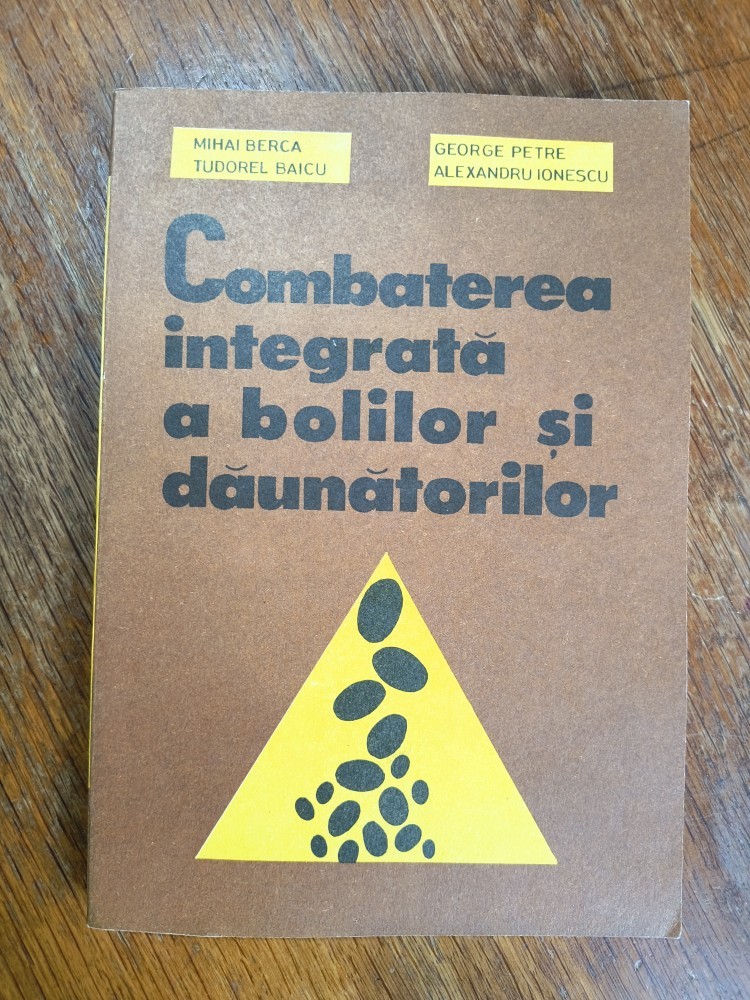 MIHAI BERCA
TUDOREL BAICU
GEORGE PETRE
ALEXANDRU IONESCU
Combaterea
integrată
a bolilor și
dăunătorilor